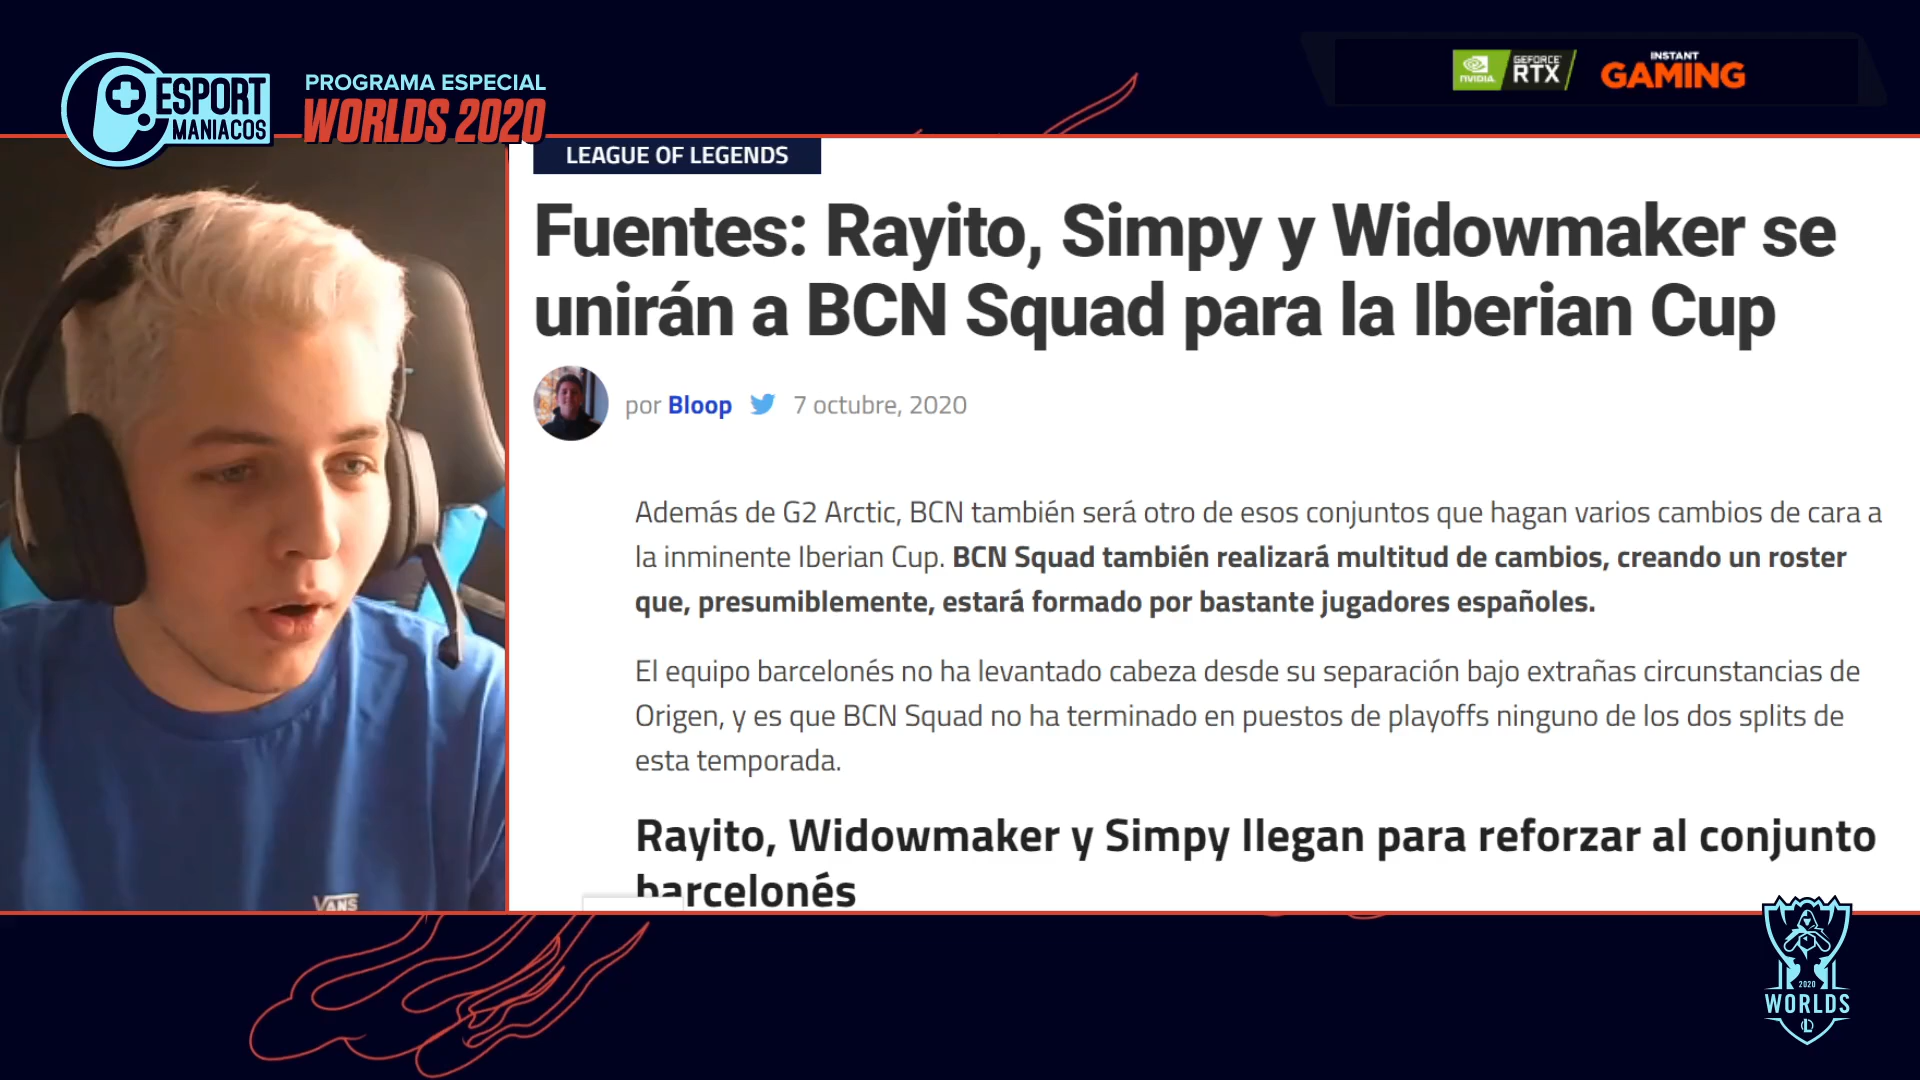 ESPORT
MANIACOS
PROGRAMA ESPECIAL
WORLDS 2020
NVIDIA
GEFORCE
RTX
INSTANT
GAMING
LEAGUE OF LEGENDS
Fuentes: Rayito, Simpy y Widowmaker se
unirán a BCN Squad para la Iberian Cup
por Bloop 7 octubre, 2020
Además de G2 Arctic, BCN también será otro de esos conjuntos que hagan varios cambios de cara a
la inminente Iberian Cup. BCN Squad también realizará multitud de cambios, creando un roster
que, presumiblemente, estará formado por bastante jugadores españoles.
El equipo barcelonés no ha levantado cabeza desde su separación bajo extrañas circunstancias de
Origen, y es que BCN Squad no ha terminado en puestos de playoffs ninguno de los dos splits de
esta temporada.
Rayito, Widowmaker y Simpy llegan para reforzar al conjunto
barcelonés
VANS
2020
WORLDS